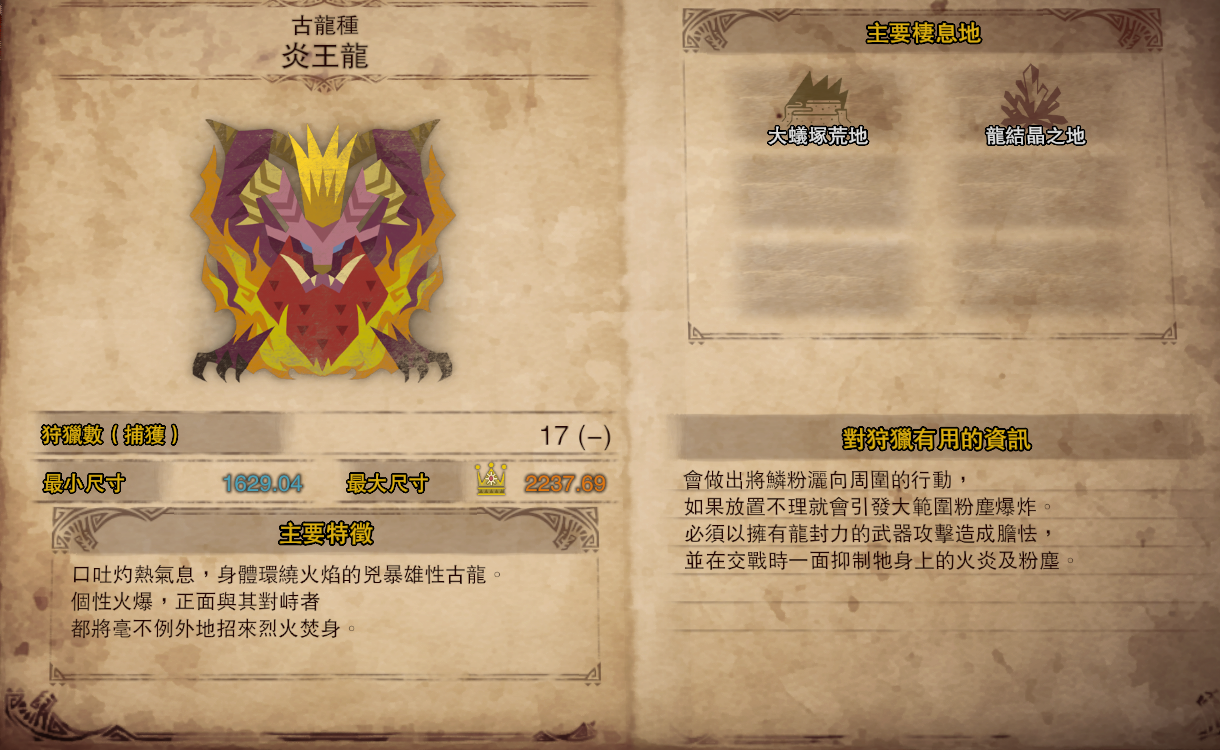 古龍種
炎王龍
狩獵數（捕獲）
17 (–)
最小尺寸 1629.04 最大尺寸 2237.69
主要特徵
口吐灼熱氣息，身體環繞火焰的兇暴雄性古龍。
個性火爆，正面與其對峙者
都將毫不例外地招來烈火焚身。
主要棲息地
大蟻塚荒地 龍結晶之地
對狩獵有用的資訊
會做出將鱗粉灑向周圍的行動，
如果放置不理就會引發大範圍粉塵爆炸。
必須以擁有龍封力的武器攻擊造成膽怯，
並在交戰時一面抑制牠身上的火炎及粉塵。